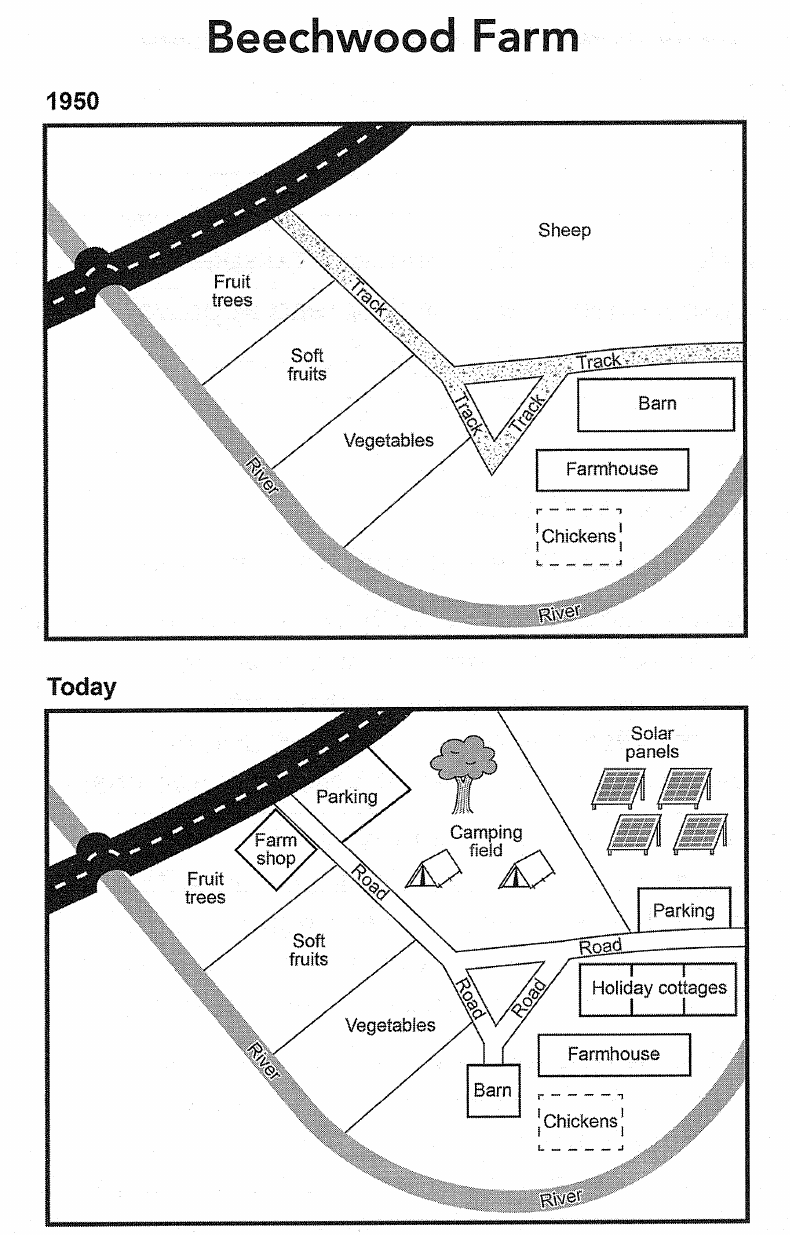 Beechwood Farm
1950
Sheep
Fruit
trees
Track
Soft
fruits
Track
Barn
Track
Track
Vegetables
Farmhouse
River
Chickens
River
Today
Solar
panels
Parking
Camping
field
Farm
shop
Fruit
trees
Road
Parking
Soft
fruits
Road
Holiday cottages
Road
Road
Vegetables
Farmhouse
River
Barn
Chickens
River